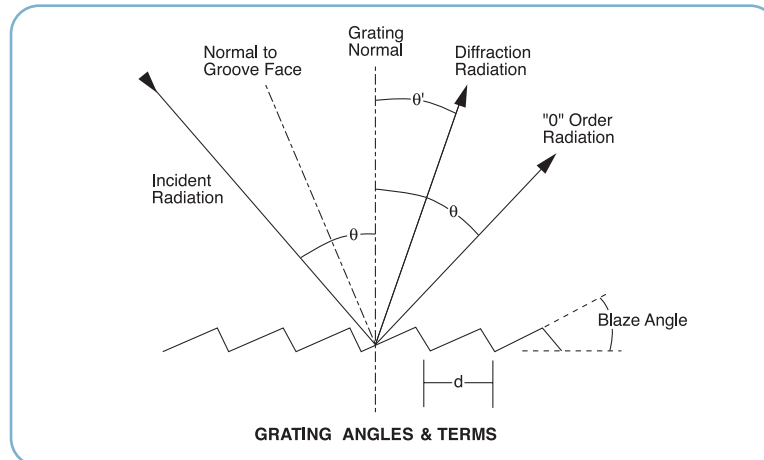 Grating
Normal
Normal to
Groove Face
Diffraction
Radiation
θ'
"0" Order
Radiation
Incident
Radiation
θ
θ
Blaze Angle
d
GRATING ANGLES & TERMS